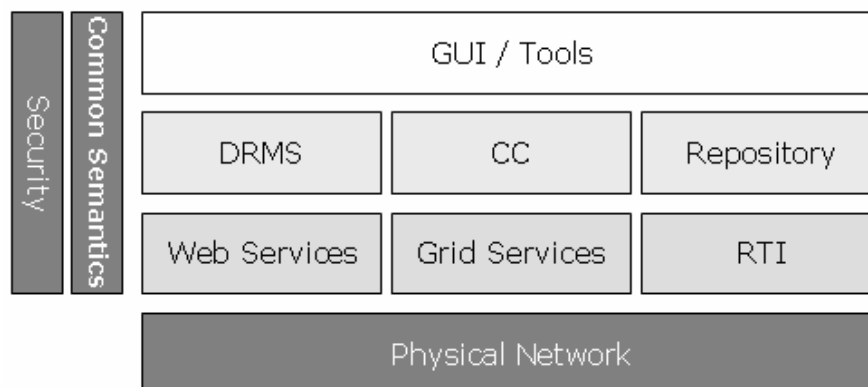 Security
Common Semantics
GUI / Tools
DRMS
CC
Repository
Web Services
Grid Services
RTI
Physical Network